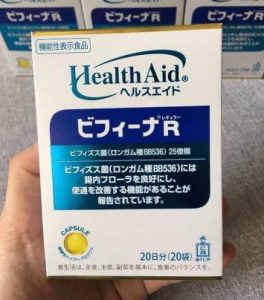 機能性表示食品
Health Aid®
ヘルスエイド
ビフィーナR
レギュラー
ビフィズス菌(ロンガム種BB536)25億個
ビフィズス菌(ロンガム種BB536)には
腸内フローラを良好にし、
便通を改善する機能があることが
報告されています。
CAPSULE
20日分(20袋)
食生活は、主食、主菜、副菜を基本に、食事のバランスを。